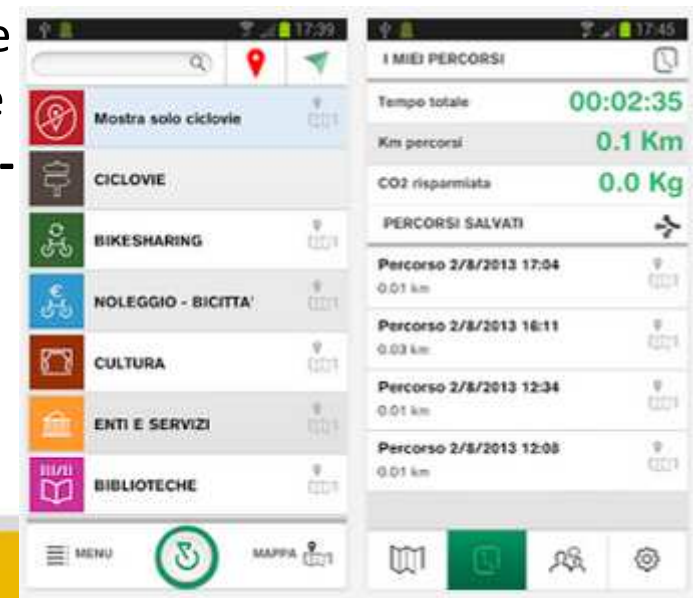 e
e
-
17:39
Mostra solo ciclovie
CICLOVIE
BIKESHARING
NOLEGGIO - BICITTA'
CULTURA
ENTI E SERVIZI
BIBLIOTECHE
MENU
MAPPA
17:45
I MIEI PERCORSI
Tempo totale 00:02:35
Km percorsi 0.1 Km
CO2 risparmiata 0.0 Kg
PERCORSI SALVATI
Percorso 2/8/2013 17:04
0.01 km
Percorso 2/8/2013 16:11
0.03 km
Percorso 2/8/2013 12:34
0.01 km
Percorso 2/8/2013 12:08
0.01 km